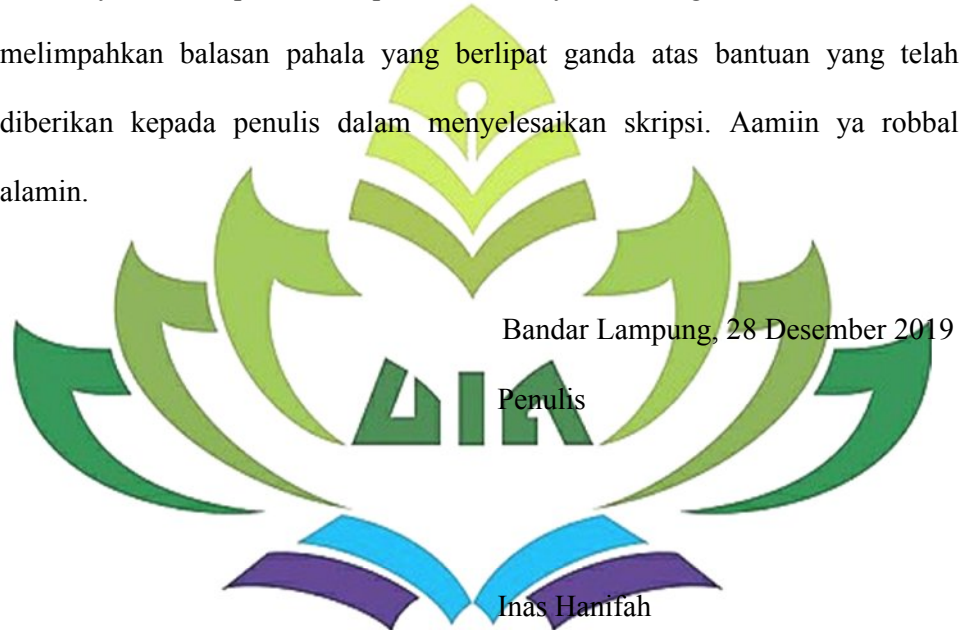 melimpahkan balasan pahala yang berlipat ganda atas bantuan yang telah
diberikan kepada penulis dalam menyelesaikan skripsi. Aamiin ya robbal
alamin.
Bandar Lampung, 28 Desember 2019
Penulis
Inas Hanifah